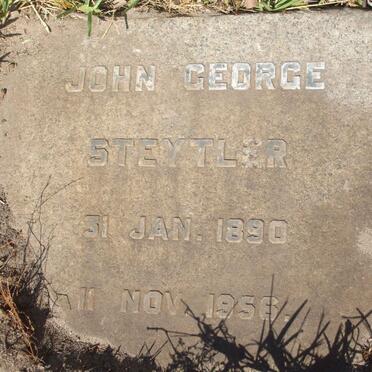 JOHN GEORGE
STEYTLER
31 JAN. 1890
11 NOV. 1956.